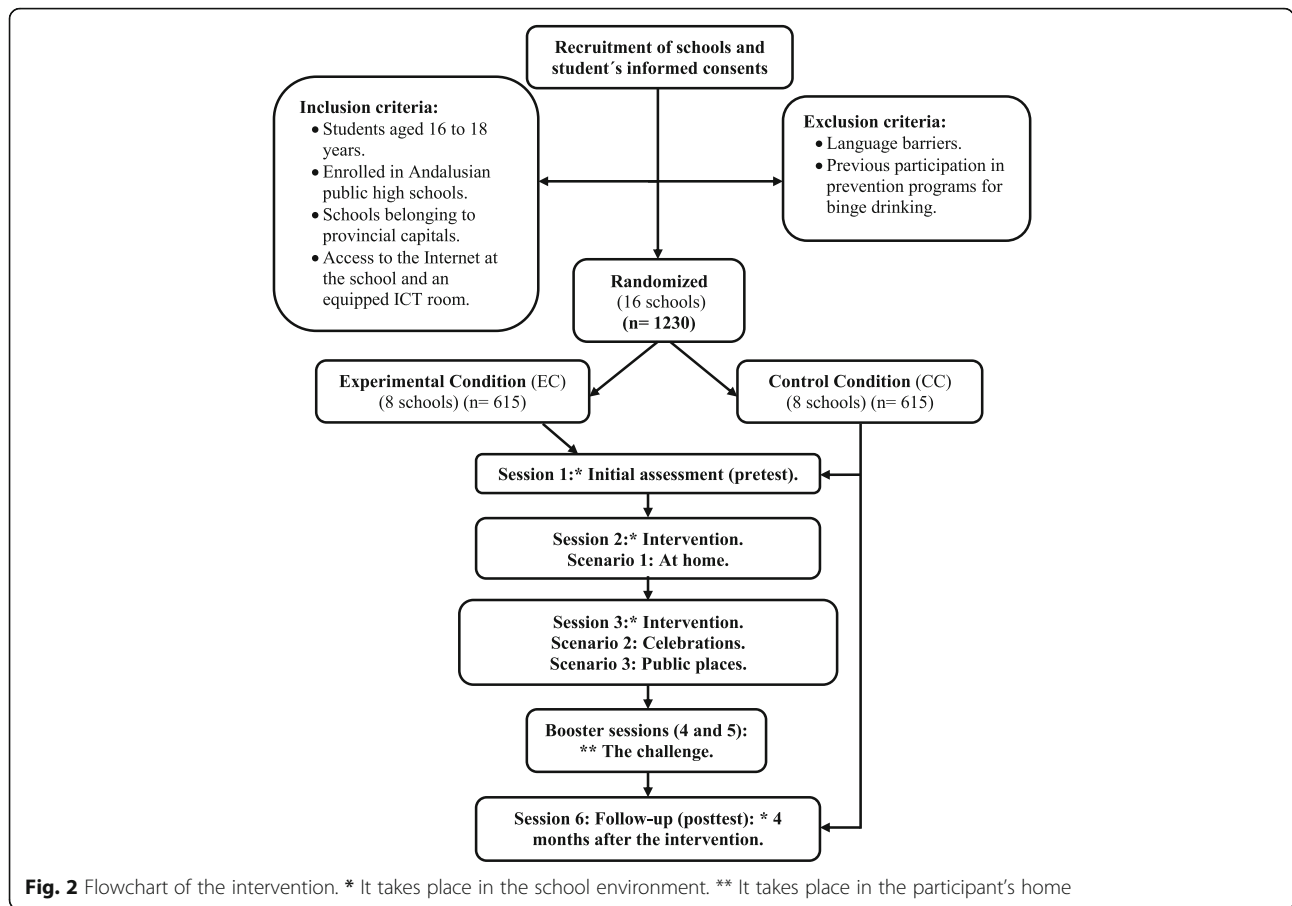 Recruitment of schools and
student´s informed consents
Inclusion criteria:
• Students aged 16 to 18
years.
• Enrolled in Andalusian
public high schools.
• Schools belonging to
provincial capitals.
• Access to the Internet at
the school and an
equipped ICT room.
Exclusion criteria:
• Language barriers.
• Previous participation in
prevention programs for
binge drinking.
Randomized
(16 schools)
(n= 1230)
Experimental Condition (EC)
(8 schools) (n= 615)
Control Condition (CC)
(8 schools) (n= 615)
Session 1:* Initial assessment (pretest).
Session 2:* Intervention.
Scenario 1: At home.
Session 3:* Intervention.
Scenario 2: Celebrations.
Scenario 3: Public places.
Booster sessions (4 and 5):
** The challenge.
Session 6: Follow-up (posttest): * 4
months after the intervention.
Fig. 2 Flowchart of the intervention. * It takes place in the school environment. ** It takes place in the participant's home